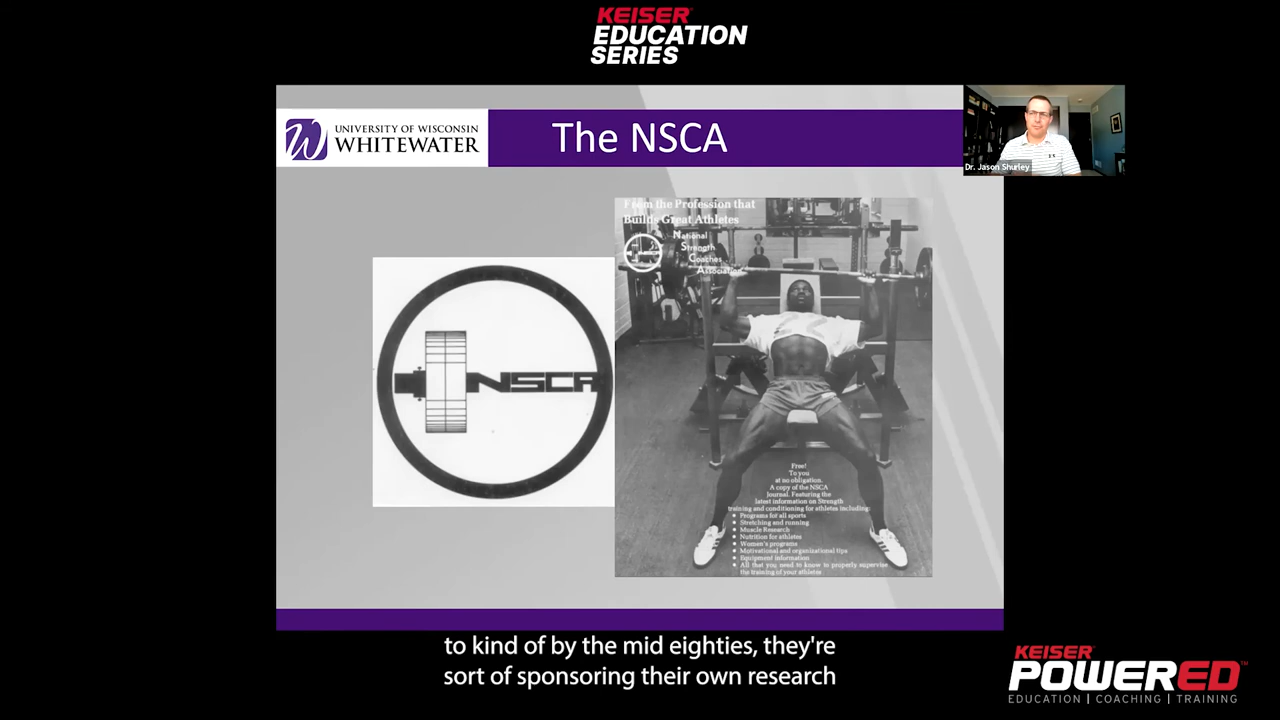 KEISER
EDUCATION
SERIES
UNIVERSITY OF WISCONSIN
WHITEWATER
The NSCA
Dr. Jason Shurley
From the Profession that
Builds Great Athletes
National
Strength
Coaches
Association
NSCA
Free!
To you
at no obligation.
A copy of the NSCA
Journal. Featuring the
latest information on Strength
training and conditioning for athletes including:
• Programs for all sports
• Stretching and running
• Muscle Research
• Nutrition for athletes
• Women's programs
• Motivational and organizational tips
• Equipment information
• All that you need to know to properly supervise
the training of your athletes
to kind of by the mid eighties, they're
sort of sponsoring their own research
KEISER
POWERED™
EDUCATION | COACHING | TRAINING